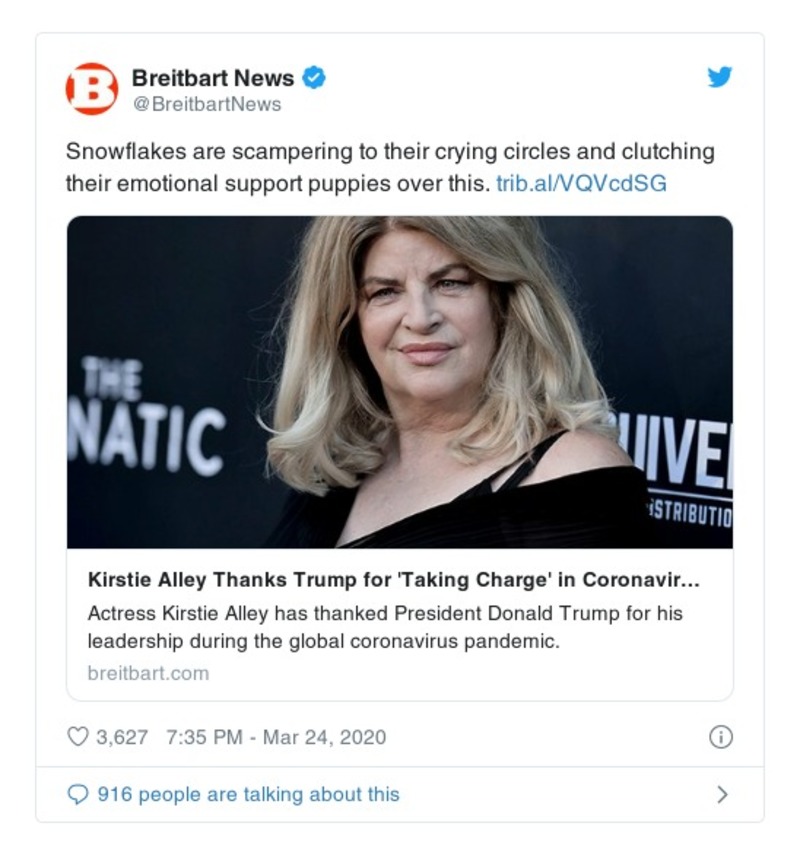 B
Breitbart News
@BreitbartNews
Snowflakes are scampering to their crying circles and clutching
their emotional support puppies over this. trib.al/VQVcdSG
THE
NATIC
UIVE
ISTRIBUTIO
Kirstie Alley Thanks Trump for 'Taking Charge' in Coronavir...
Actress Kirstie Alley has thanked President Donald Trump for his
leadership during the global coronavirus pandemic.
breitbart.com
3,627 7:35 PM - Mar 24, 2020
916 people are talking about this